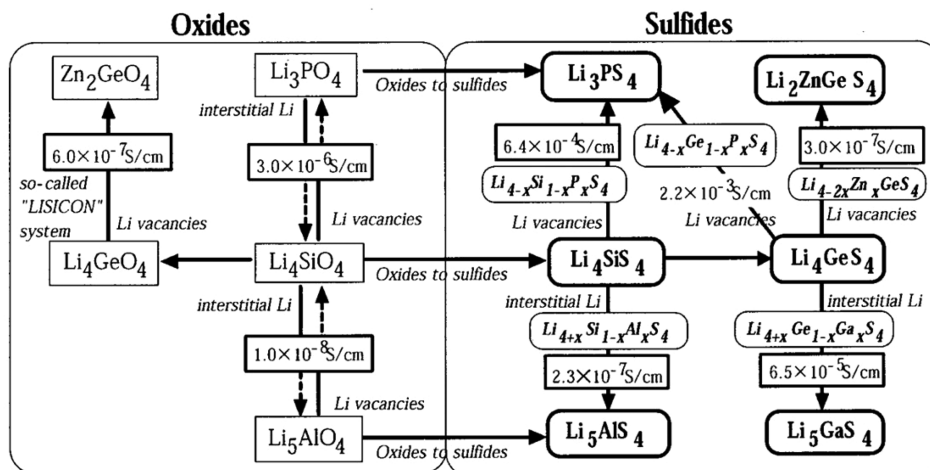 Oxides
Sulfides
Zn₂GeO₄
Li₃PO₄
Oxides to sulfides
Li₃PS₄
Li₂ZnGe S₄
interstitial Li
6.0×10⁻⁷S/cm
3.0×10⁻⁶S/cm
6.4×10⁻⁴S/cm
Li₄₋ₓGe₁₋ₓPₓS₄
3.0×10⁻⁷S/cm
so-called
"LISICON"
system
Li₄₋ₓSi₁₋ₓPₓS₄
2.2×10⁻³S/cm
Li₄₋₂ₓZnₓGeS₄
Li vacancies
Li vacancies
Li vacancies
Li vacancies
Li vacancies
Li₄GeO₄
Li₄SiO₄
Oxides to sulfides
Li₄SiS₄
Li₄GeS₄
interstitial Li
interstitial Li
interstitial Li
Li₄₊ₓSi₁₋ₓAlₓS₄
Li₄₊ₓGe₁₋ₓGaₓS₄
1.0×10⁻⁸S/cm
2.3×10⁻⁷S/cm
6.5×10⁻⁵S/cm
Li vacancies
Li₅AlO₄
Oxides to sulfides
Li₅AlS₄
Li₅GaS₄